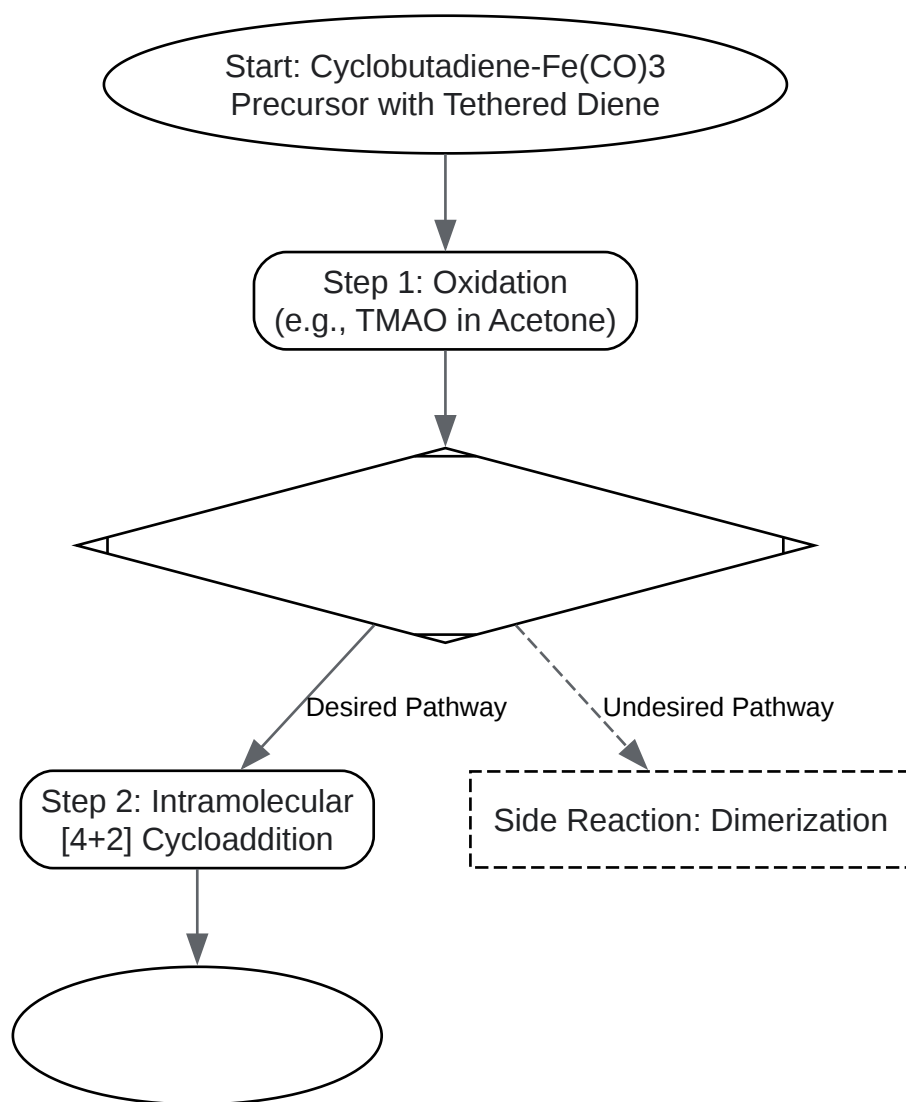 Start: Cyclobutadiene-Fe(CO)3
Precursor with Tethered Diene
Step 1: Oxidation
(e.g., TMAO in Acetone)
Desired Pathway
Undesired Pathway
Step 2: Intramolecular
[4+2] Cycloaddition
Side Reaction: Dimerization